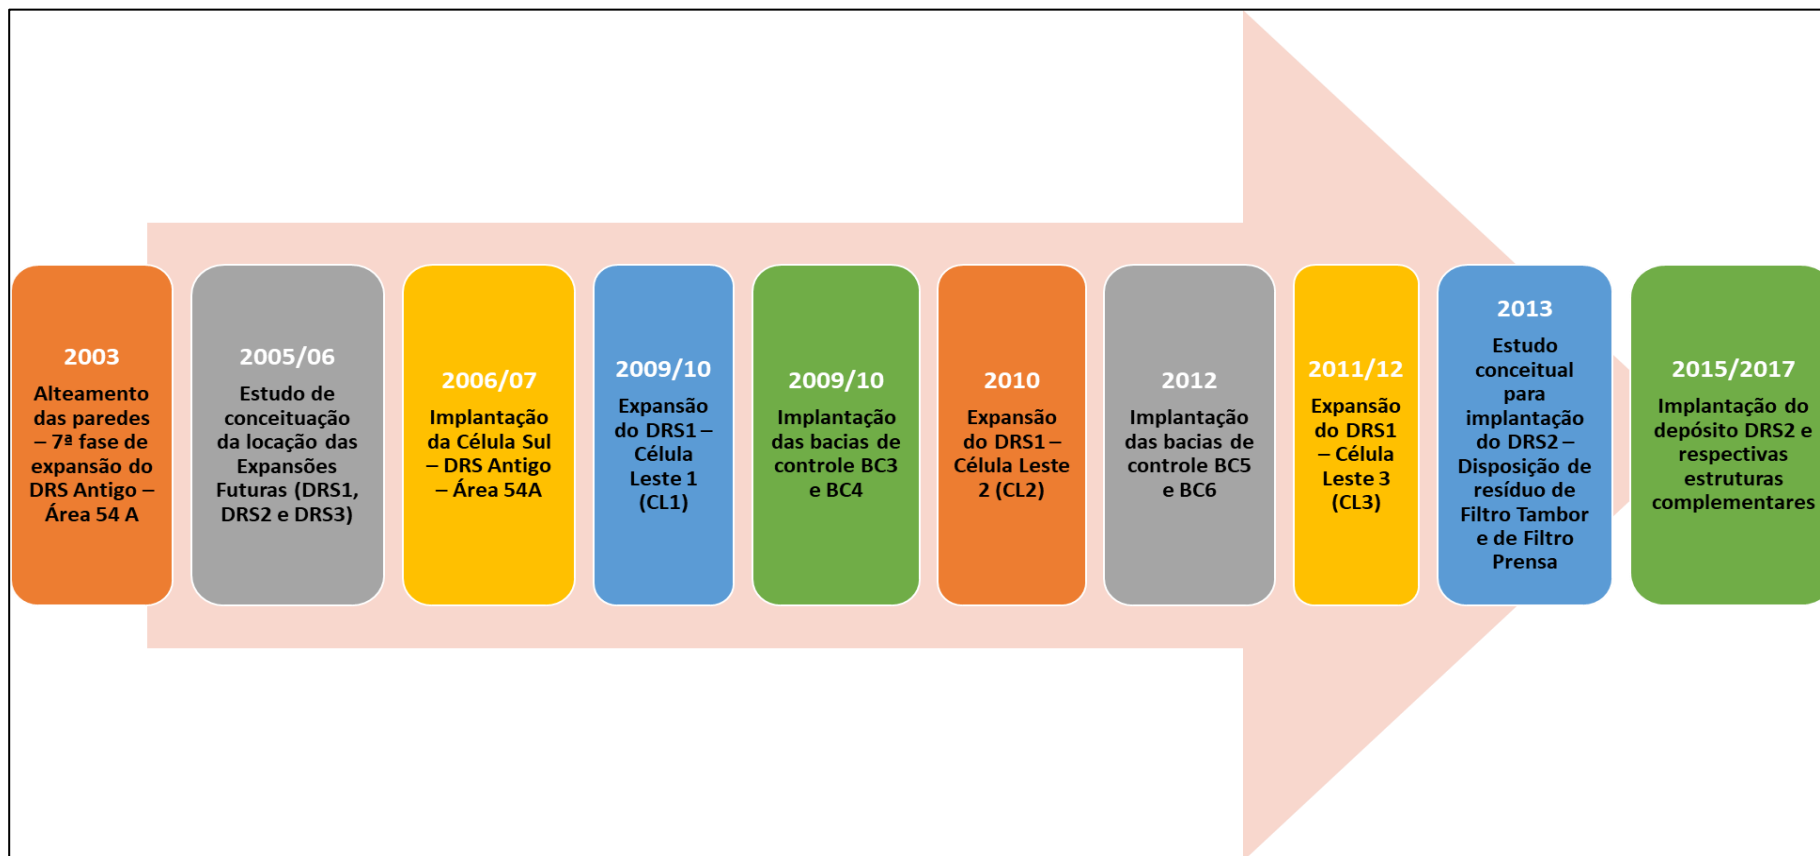 2003
Alteamento
das paredes
– 7ª fase de
expansão do
DRS Antigo –
Área 54 A
2005/06
Estudo de
conceituação
da locação das
Expansões
Futuras (DRS1,
DRS2 e DRS3)
2006/07
Implantação
da Célula Sul
– DRS Antigo
– Área 54A
2009/10
Expansão
do DRS1 –
Célula
Leste 1
(CL1)
2009/10
Implantação
das bacias de
controle BC3
e BC4
2010
Expansão
do DRS1 –
Célula Leste
2 (CL2)
2012
Implantação
das bacias de
controle BC5
e BC6
2011/12
Expansão
do DRS1
– Célula
Leste 3
(CL3)
2013
Estudo
conceitual
para
implantação
do DRS2 –
Disposição de
resíduo de
Filtro Tambor
e de Filtro
Prensa
2015/2017
Implantação do
depósito DRS2 e
respectivas
estruturas
complementares